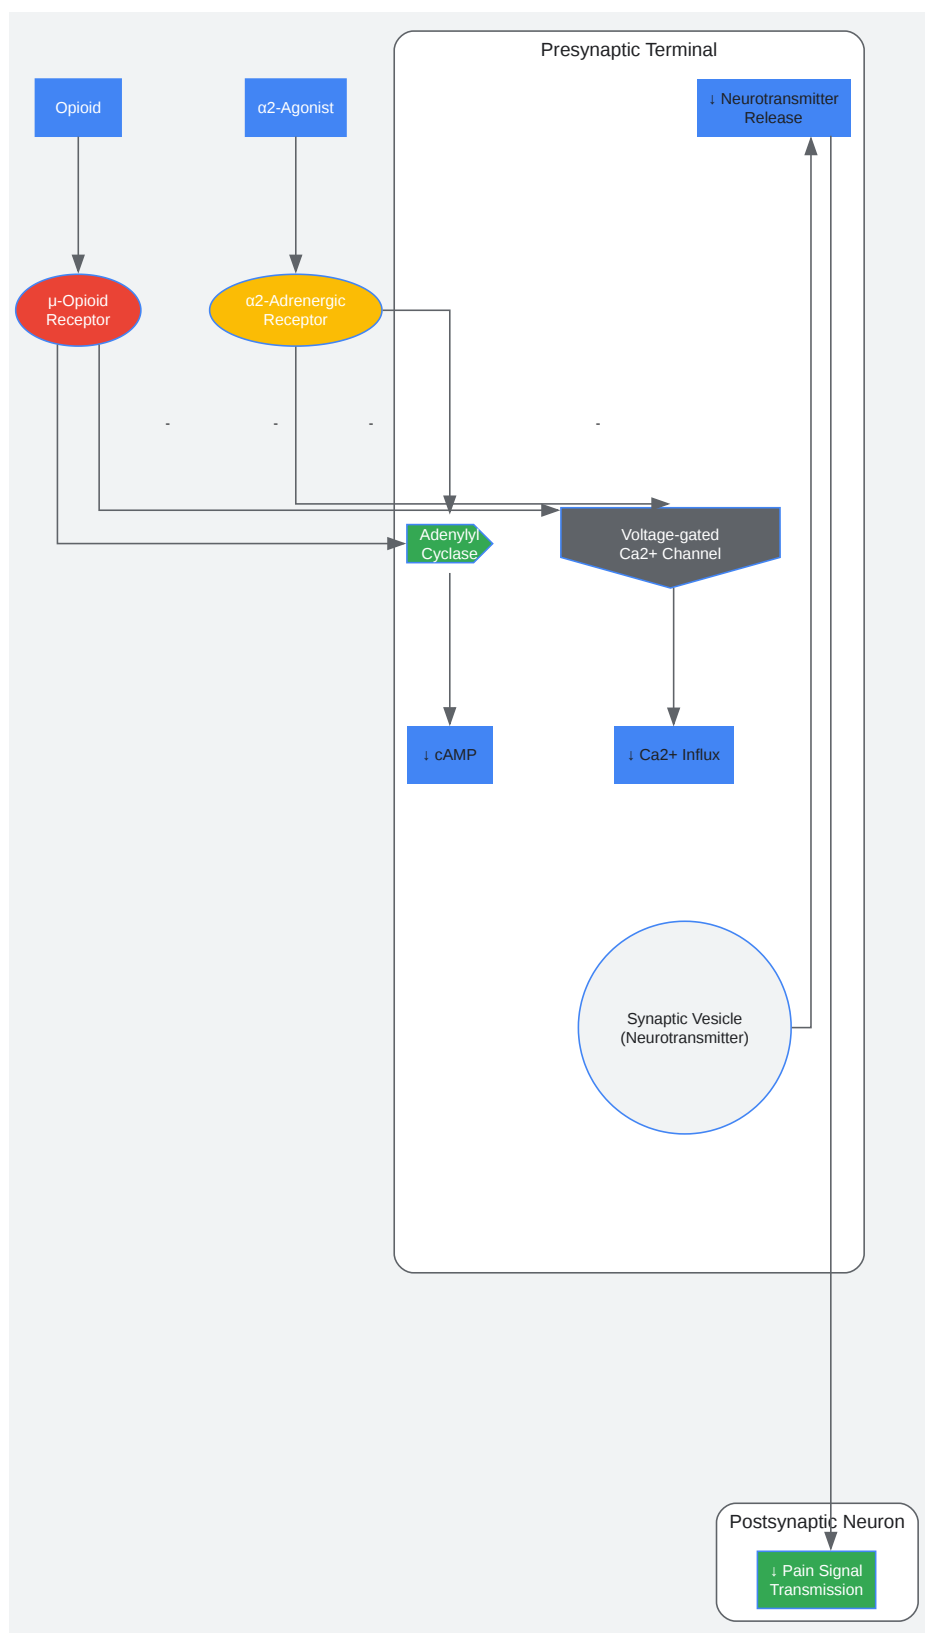 Presynaptic Terminal
Opioid
α2-Agonist
↓ Neurotransmitter
Release
μ-Opioid
Receptor
α2-Adrenergic
Receptor
-
-
-
-
Adenylyl
Cyclase
Voltage-gated
Ca2+ Channel
↓ cAMP
↓ Ca2+ Influx
Synaptic Vesicle
(Neurotransmitter)
Postsynaptic Neuron
↓ Pain Signal
Transmission